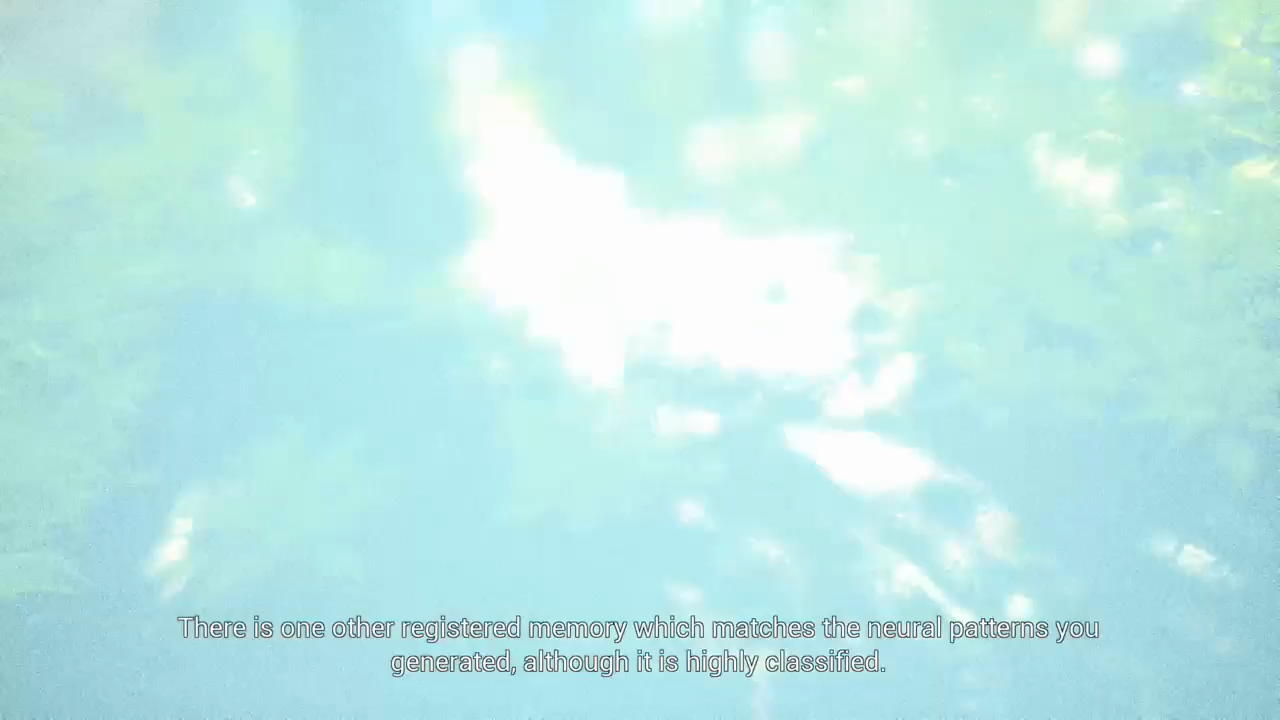 There is one other registered memory which matches the neural patterns you
generated, although it is highly classified.